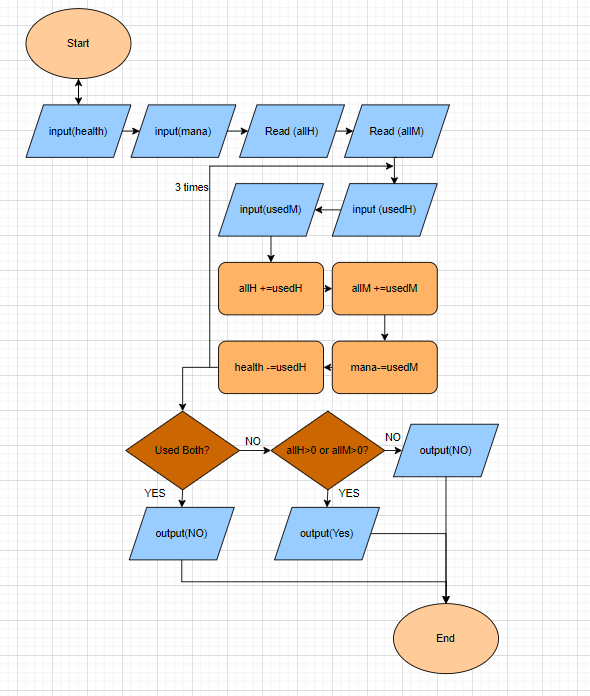 Start
input(health)
input(mana)
Read (allH)
Read (allM)
3 times
input(usedM)
input (usedH)
allH +=usedH
allM +=usedM
health -=usedH
mana-=usedM
Used Both?
NO
allH>0 or allM>0?
NO
output(NO)
YES
YES
output(NO)
output(Yes)
End